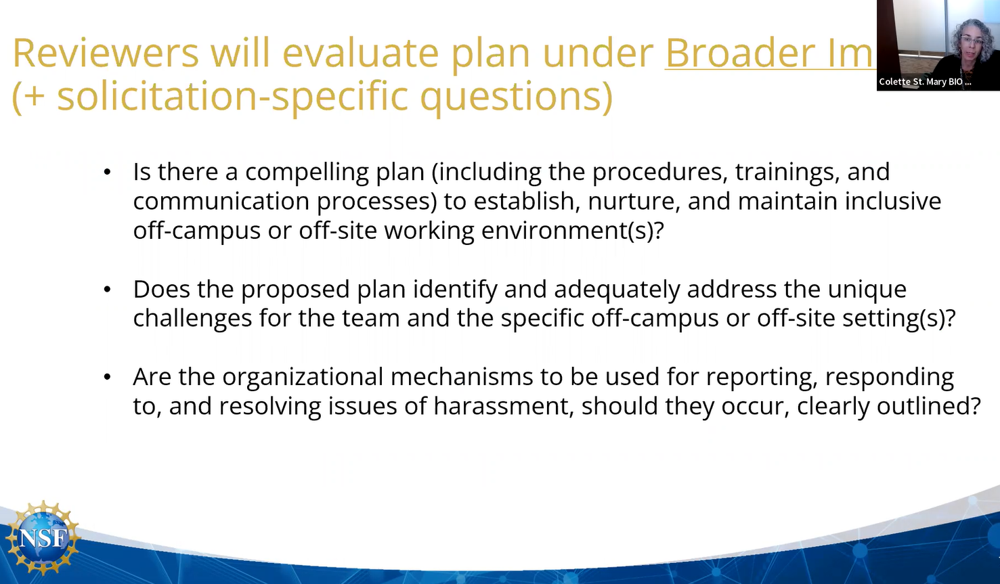 Reviewers will evaluate plan under Broader Im
(+ solicitation-specific questions)
Colette St. Mary BIO ...
• Is there a compelling plan (including the procedures, trainings, and
communication processes) to establish, nurture, and maintain inclusive
off-campus or off-site working environment(s)?
• Does the proposed plan identify and adequately address the unique
challenges for the team and the specific off-campus or off-site setting(s)?
• Are the organizational mechanisms to be used for reporting, responding
to, and resolving issues of harassment, should they occur, clearly outlined?
NSF